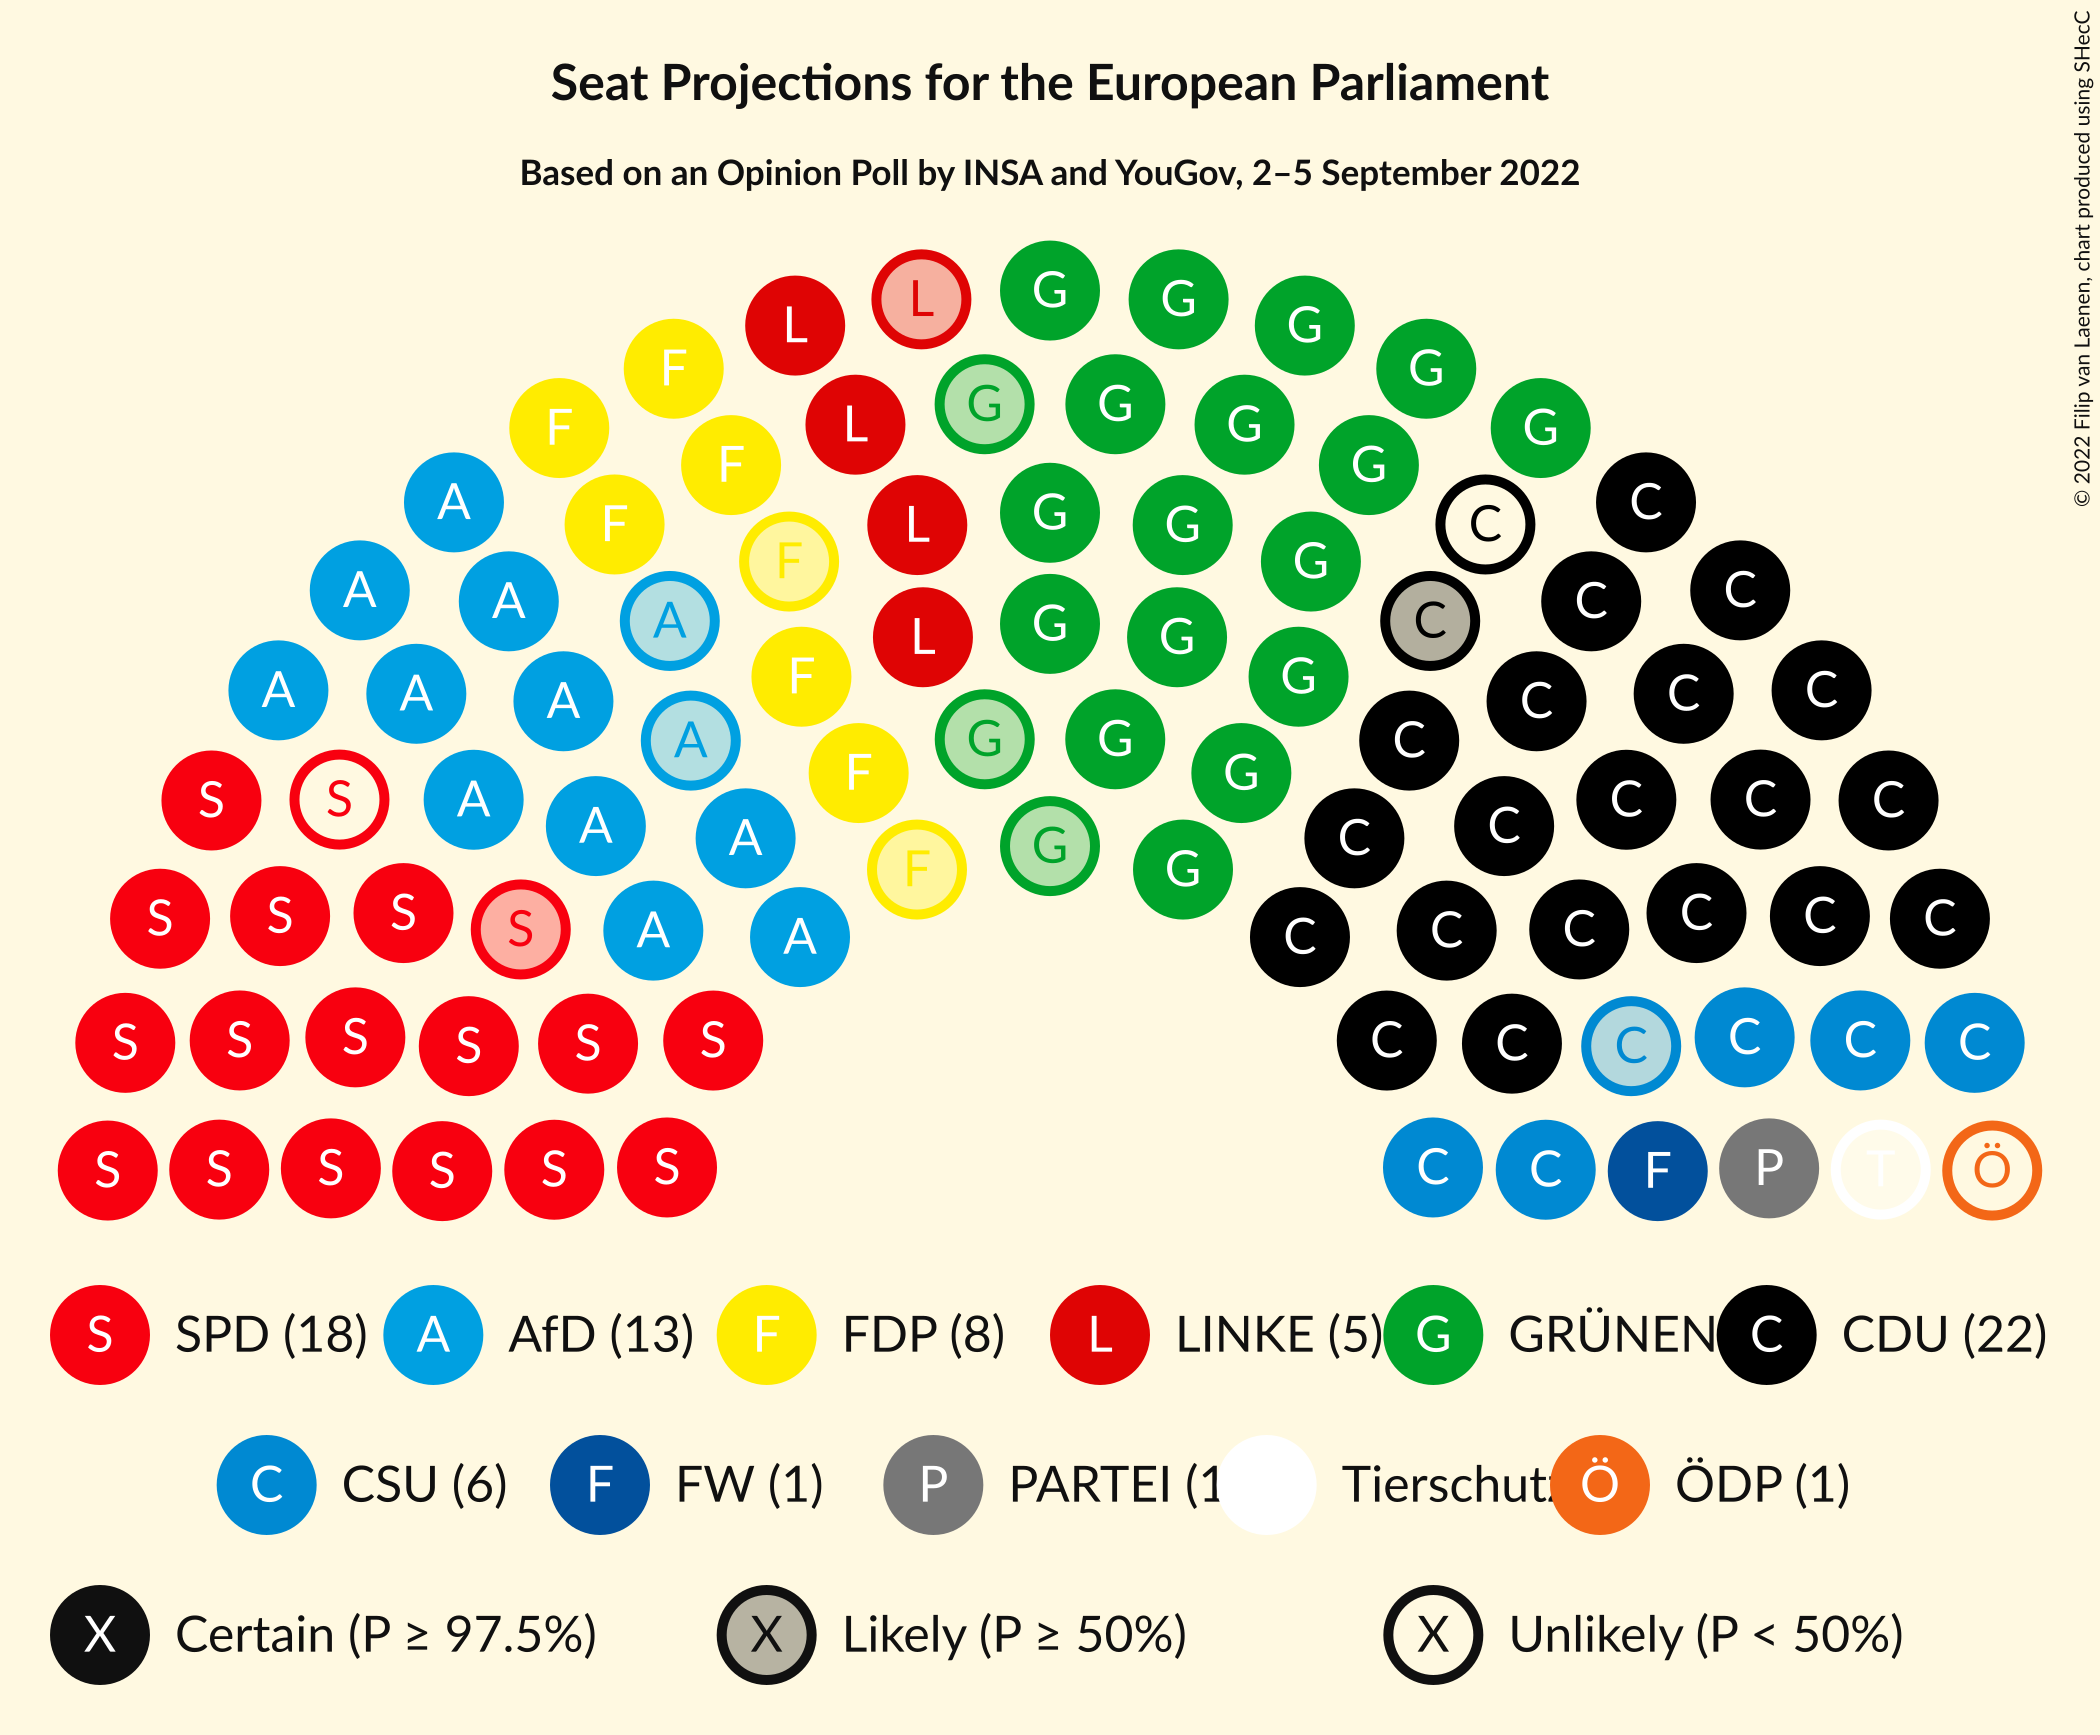 Seat Projections for the European Parliament
Based on an Opinion Poll by INSA and YouGov, 2–5 September 2022
© 2022 Filip van Laenen, chart produced using SHecC
L G G G
F L G G
F G G G G
A F L G G G C
A F L G G C C
A A F G C C
A A F L G G C C C
A A A F G C C C
S S A A G G C C C
A A F G C C C C
S S S S A A F G G C C C C C C
S S S S S S C C C C C C
S S S S S S C C F P T Ö
S SPD (18) A AfD (13) F FDP (8) L LINKE (5) G GRÜNEN C CDU (22)
C CSU (6) F FW (1) P PARTEI (1 Tierschutz Ö ÖDP (1)
X Certain (P ≥ 97.5%) X Likely (P ≥ 50%) X Unlikely (P < 50%)